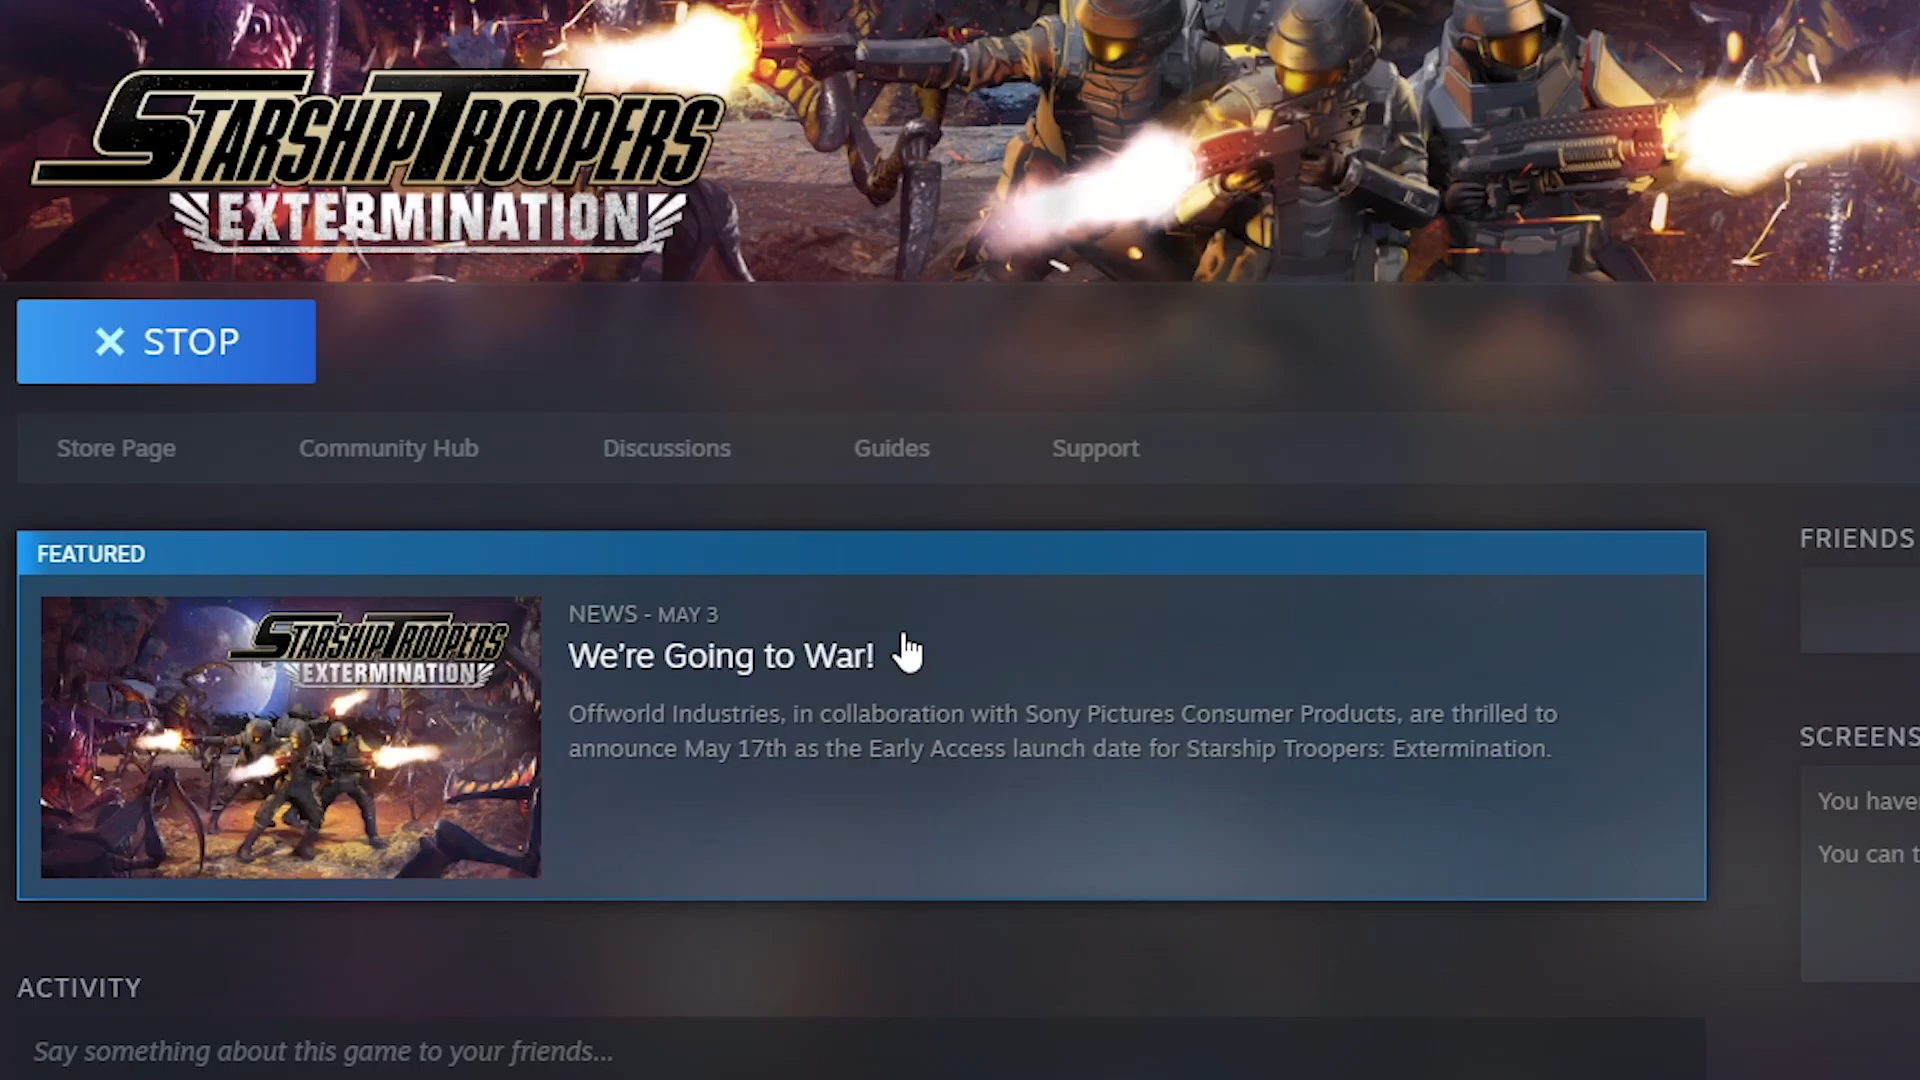 STARSHIP TROOPERS
EXTERMINATION
STOP
Store Page
Community Hub
Discussions
Guides
Support
FEATURED
STARSHIP TROOPERS
EXTERMINATION
NEWS - MAY 3
We're Going to War!
Offworld Industries, in collaboration with Sony Pictures Consumer Products, are thrilled to
announce May 17th as the Early Access launch date for Starship Troopers: Extermination.
FRIENDS
SCREENS
You have
You can t
ACTIVITY
Say something about this game to your friends...